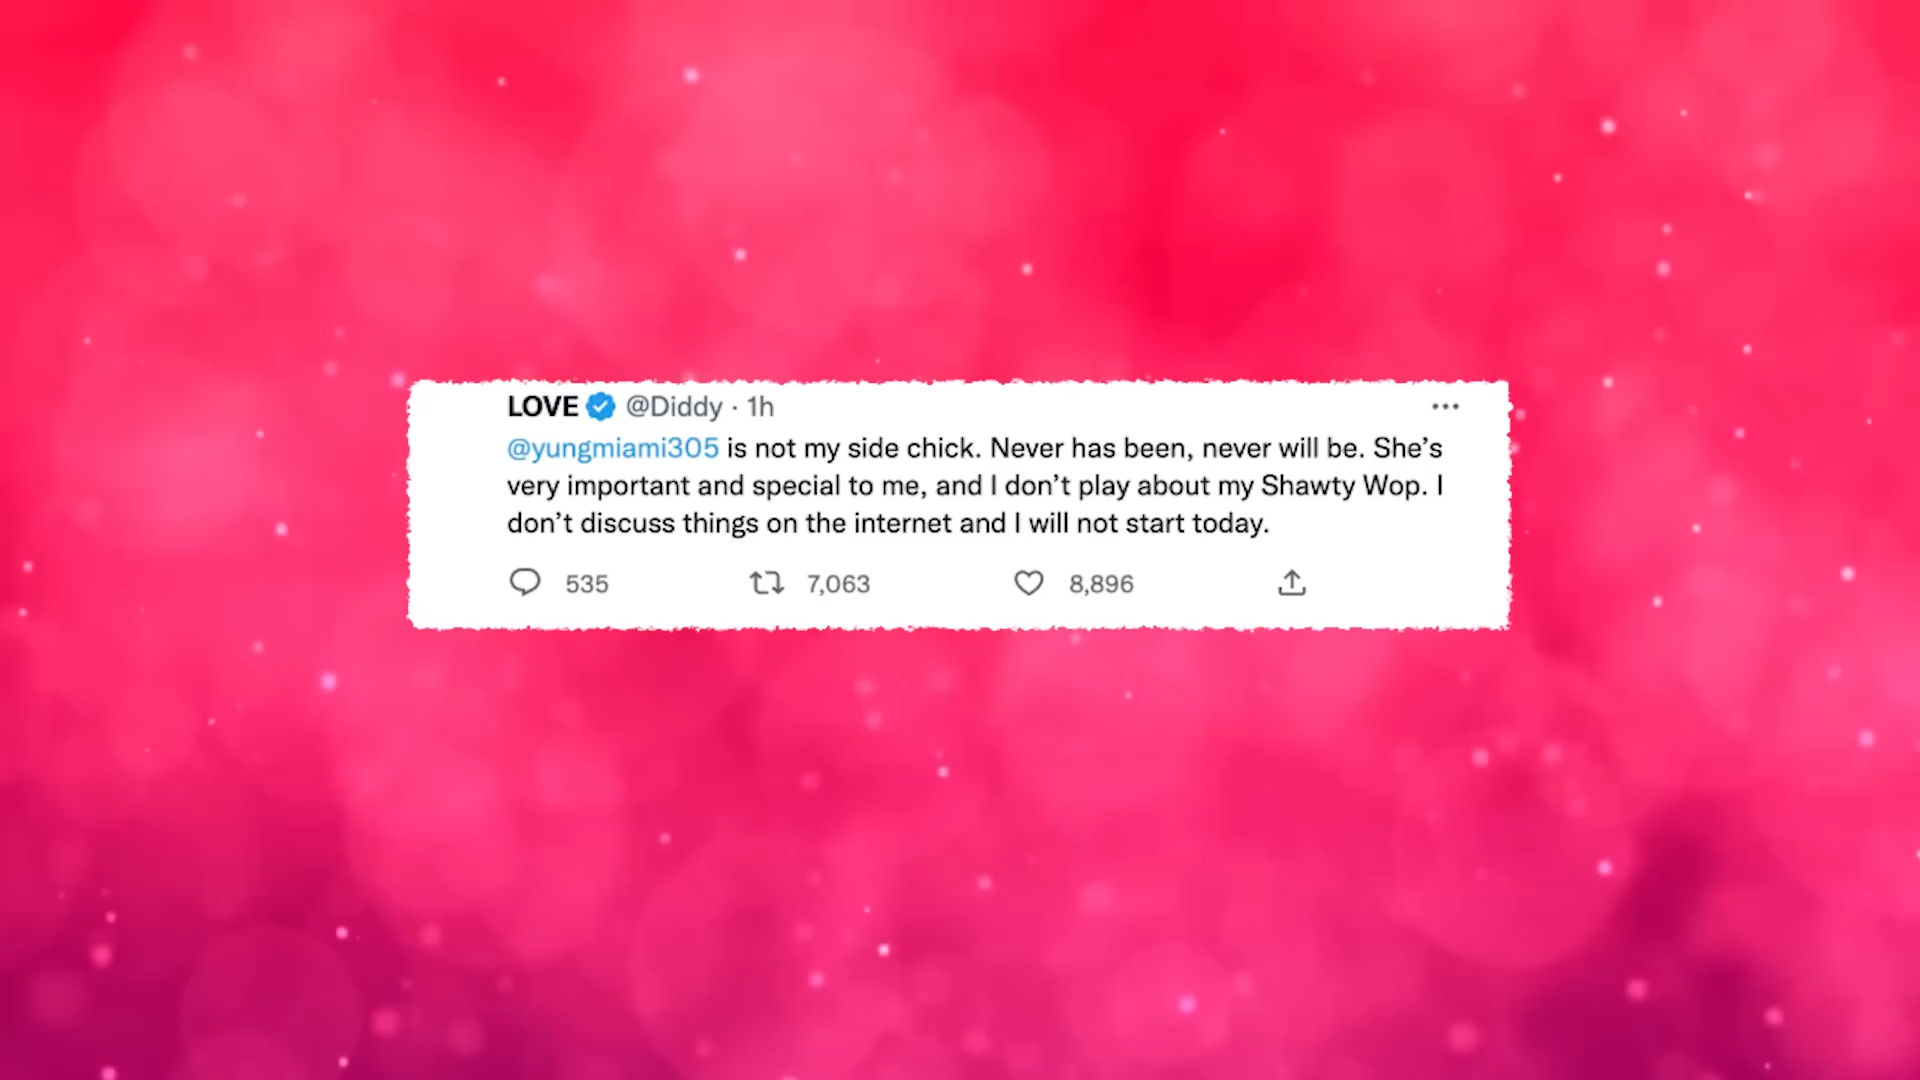 LOVE @Diddy · 1h
@yungmiami305 is not my side chick. Never has been, never will be. She’s
very important and special to me, and I don’t play about my Shawty Wop. I
don’t discuss things on the internet and I will not start today.
535 7,063 8,896